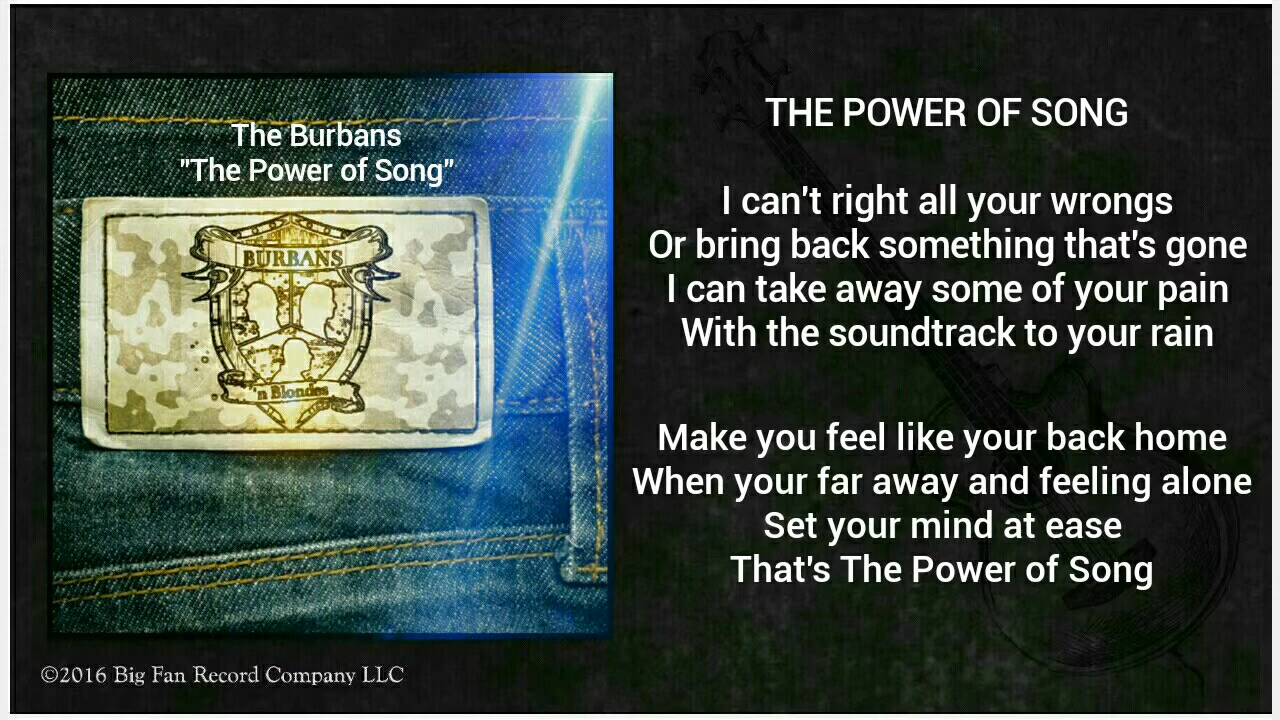 The Burbans
"The Power of Song"
BURBANS
'n Blondes
©2016 Big Fan Record Company LLC
THE POWER OF SONG
I can't right all your wrongs
Or bring back something that's gone
I can take away some of your pain
With the soundtrack to your rain
Make you feel like your back home
When your far away and feeling alone
Set your mind at ease
That's The Power of Song